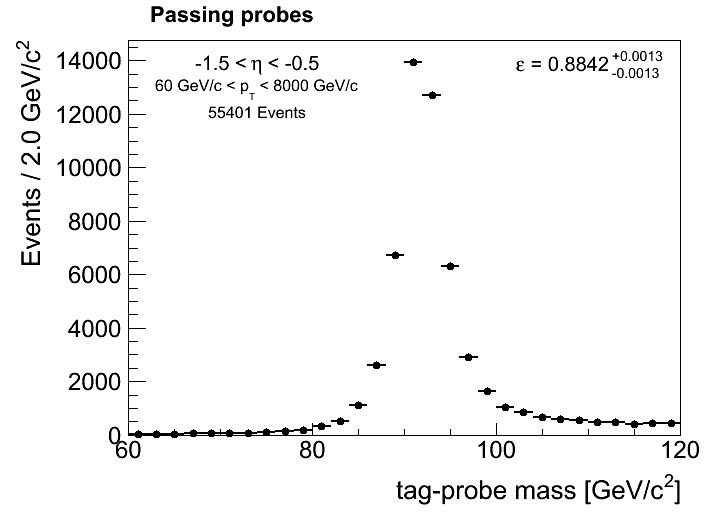 Passing probes
-1.5 < η < -0.5
60 GeV/c < p_T < 8000 GeV/c
55401 Events
ε = 0.8842 +0.0013 -0.0013
Events / 2.0 GeV/c²
14000
12000
10000
8000
6000
4000
2000
0
60 80 100 120
tag-probe mass [GeV/c²]